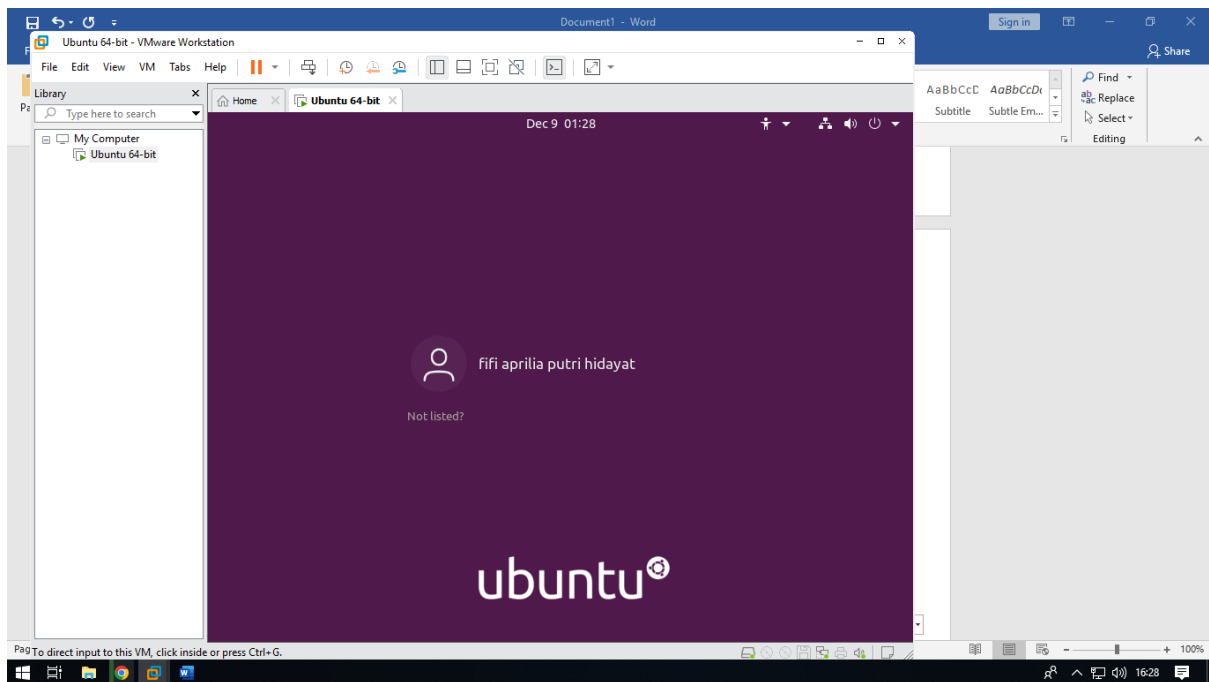 Document1 - Word
Sign in
Ubuntu 64-bit - VMware Workstation
Share
File Edit View VM Tabs Help
Library
Home
Ubuntu 64-bit
Type here to search
My Computer
Ubuntu 64-bit
Dec 9 01:28
AaBbCcD AaBbCcDc
Subtitle Subtle Em...
Find
Replace
Select
Editing
fifi aprilia putri hidayat
Not listed?
ubuntu
Pag
To direct input to this VM, click inside or press Ctrl+G.
100%
16:28